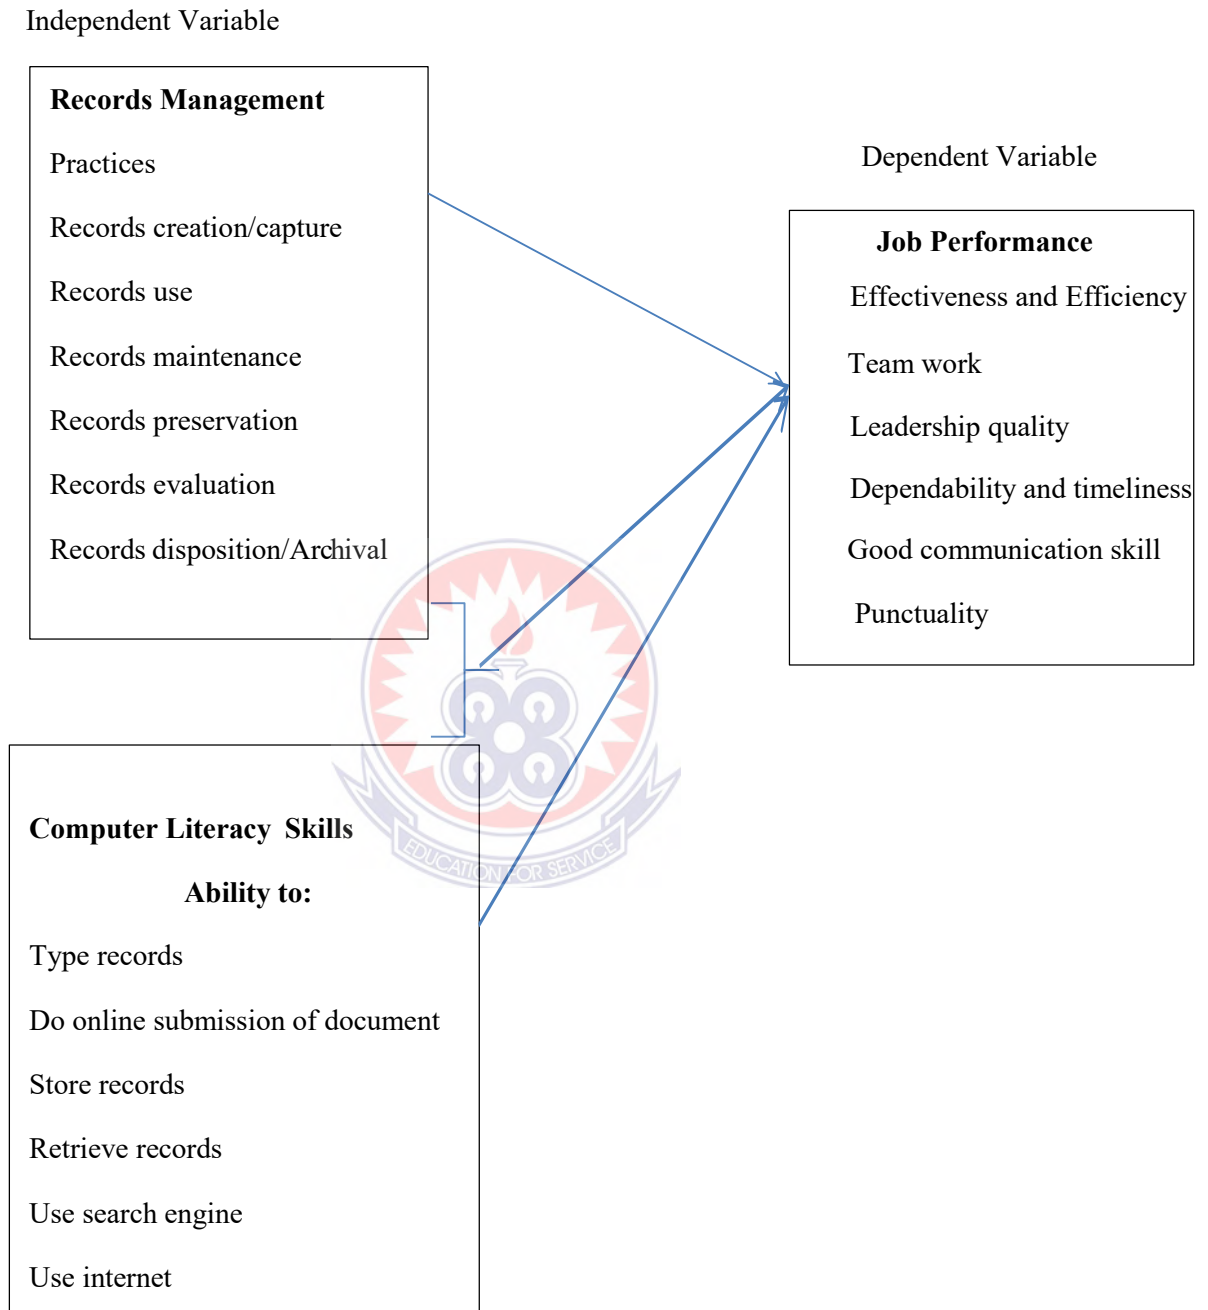 Independent Variable
Records Management
Practices
Records creation/capture
Records use
Records maintenance
Records preservation
Records evaluation
Records disposition/Archival
Dependent Variable
Job Performance
Effectiveness and Efficiency
Team work
Leadership quality
Dependability and timeliness
Good communication skill
Punctuality
EDUCATION FOR SERVICE
Computer Literacy Skills
Ability to:
Type records
Do online submission of document
Store records
Retrieve records
Use search engine
Use internet